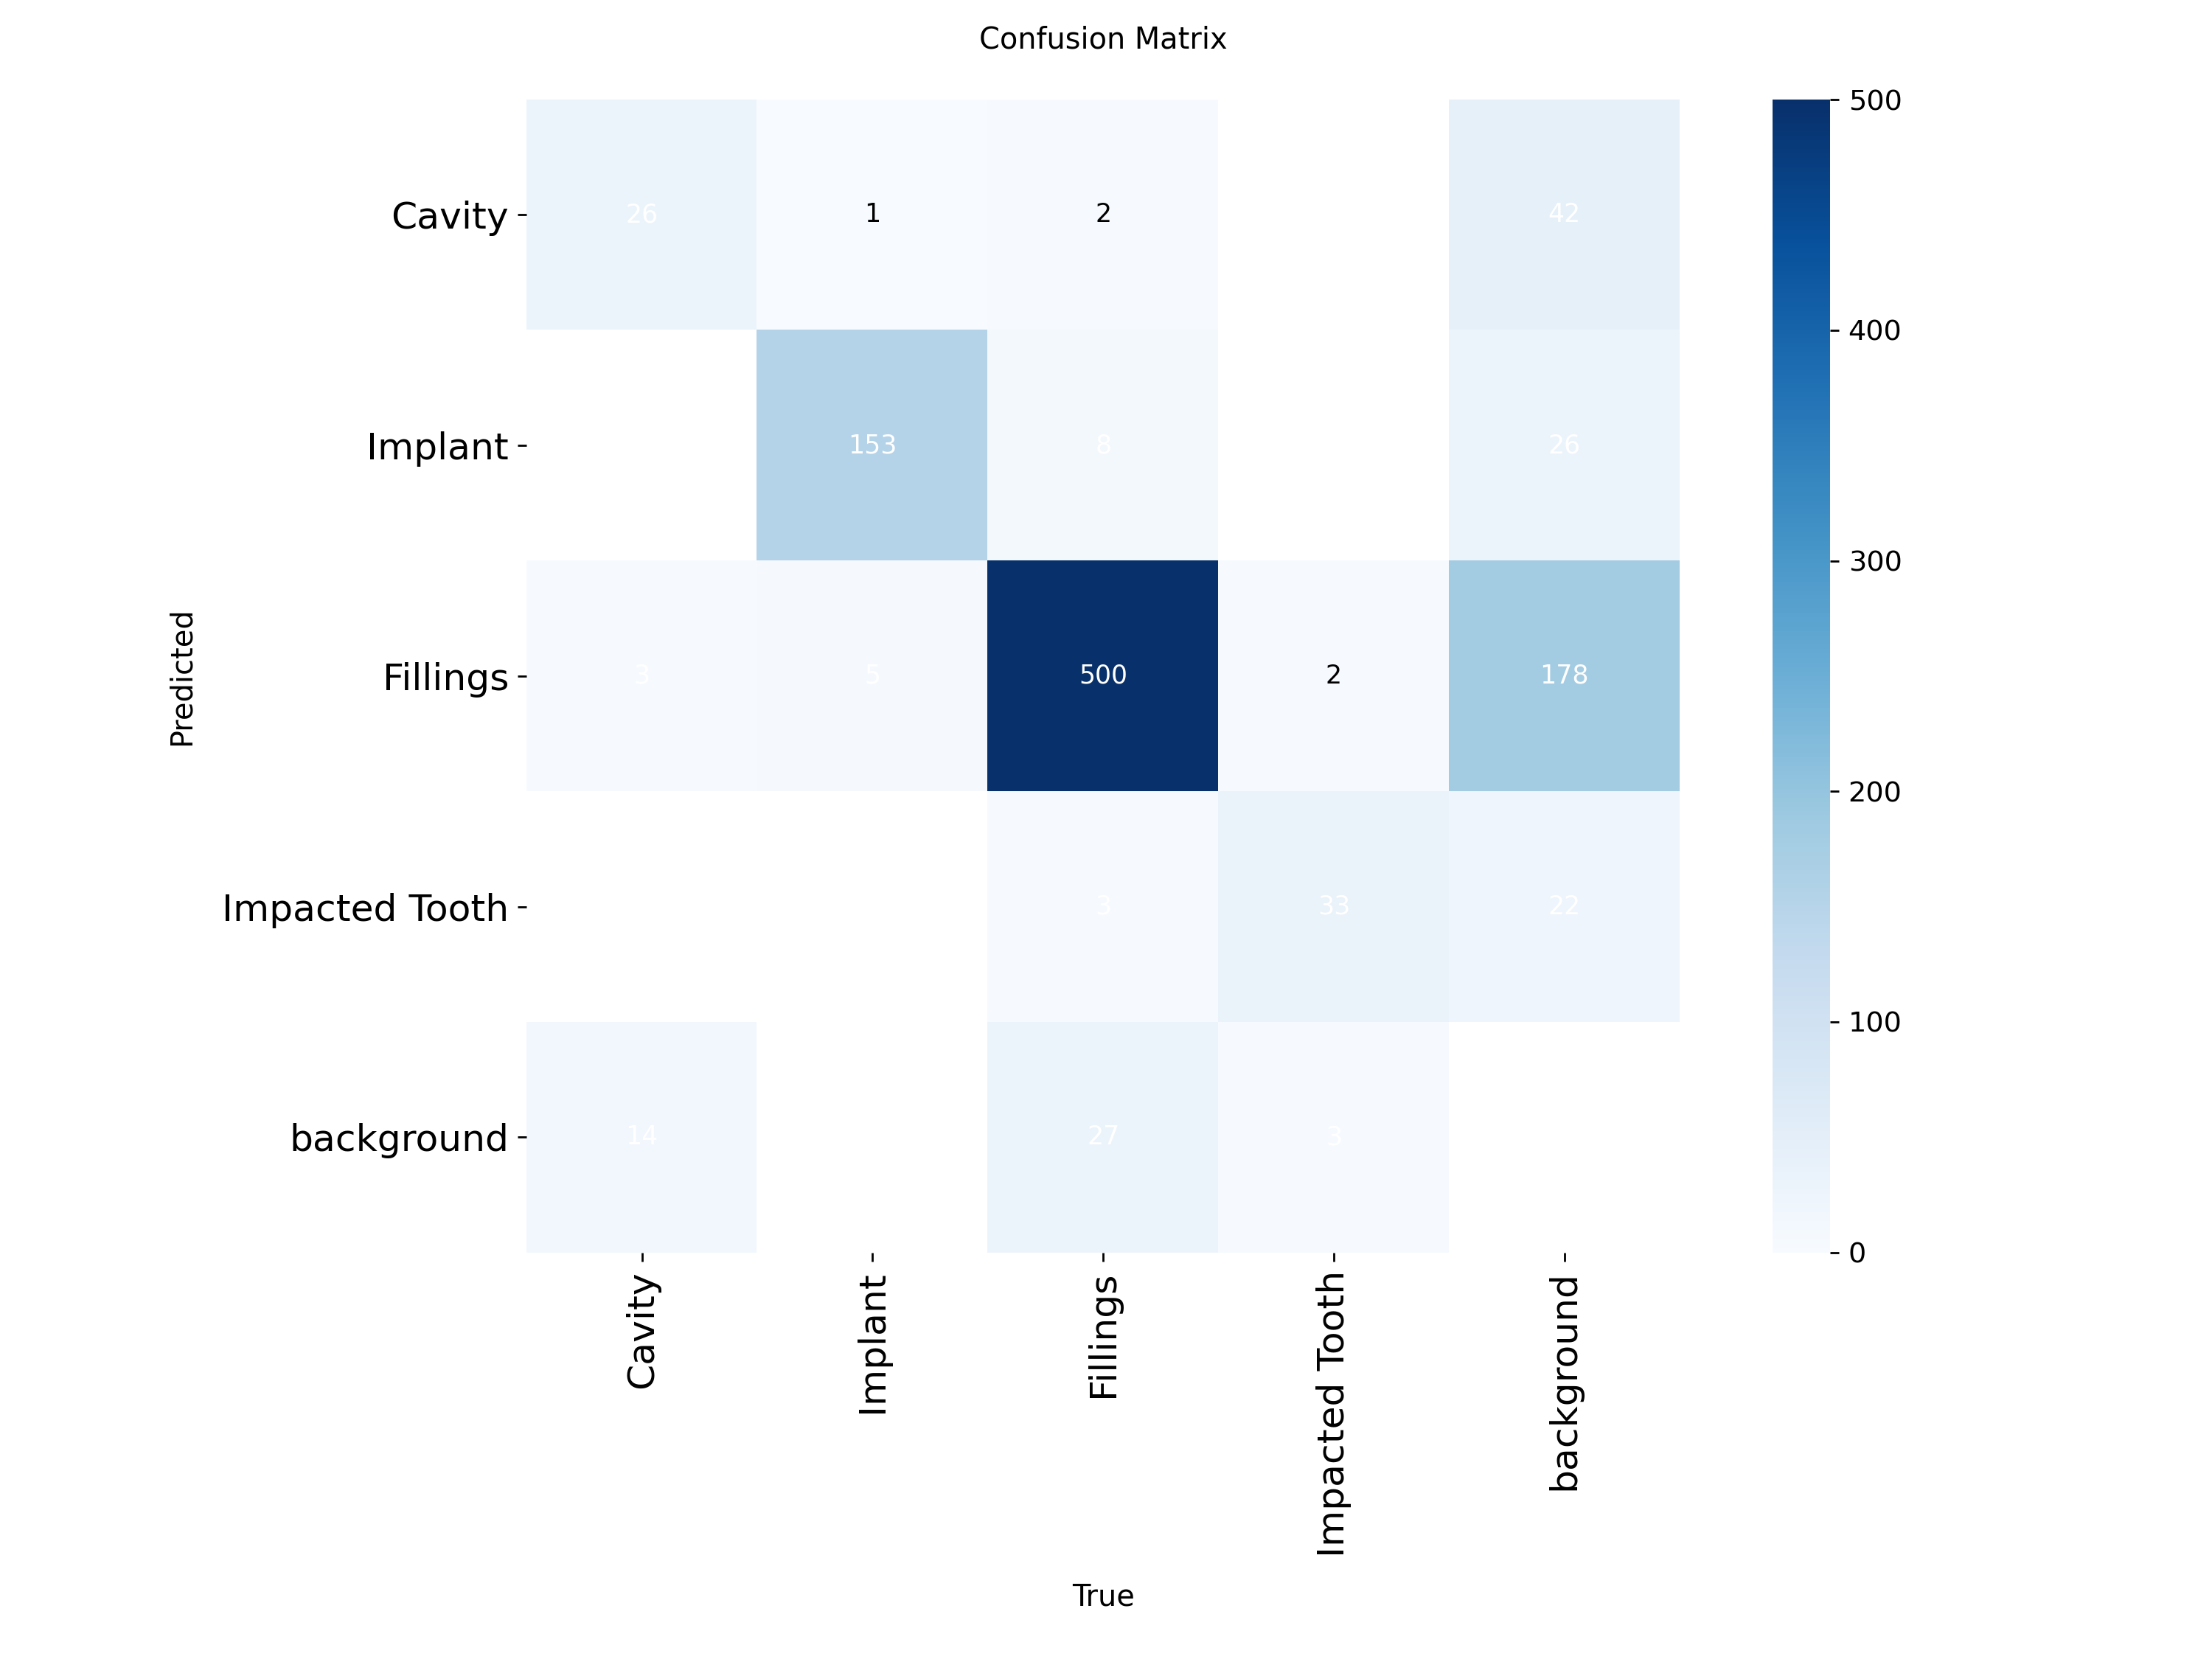 Confusion Matrix
Cavity 26 1 2 42
Implant 153 8 26
Fillings 3 5 500 2 178
Impacted Tooth 3 33 22
background 14 27 3
Cavity Implant Fillings Impacted Tooth background
Predicted
True
500
400
300
200
100
0